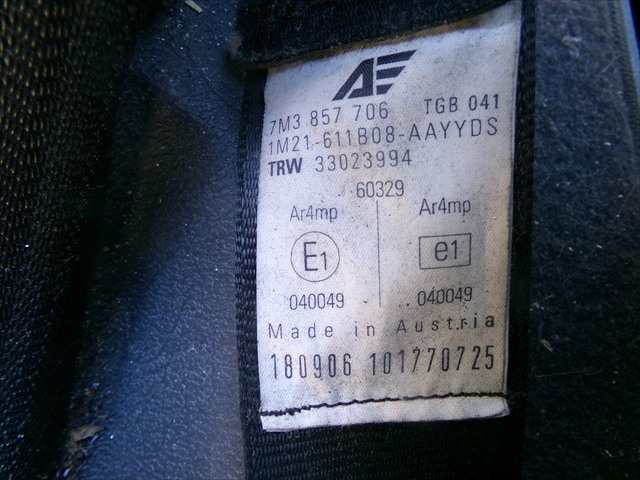 AE
7M3 857 706 TGB 041
1M21-611B08-AAYYDS
TRW 33023994
60329
Ar4mp Ar4mp
E1 e1
040049 040049
Made in Austria
180906 101770725